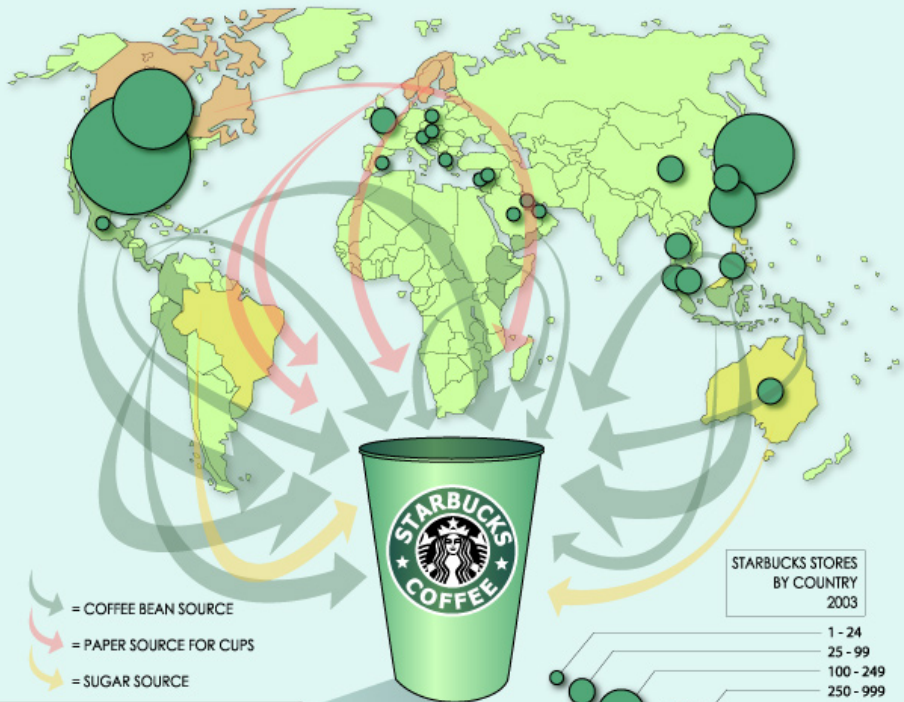 STARBUCKS
COFFEE
= COFFEE BEAN SOURCE
= PAPER SOURCE FOR CUPS
= SUGAR SOURCE
STARBUCKS STORES
BY COUNTRY
2003
1 - 24
25 - 99
100 - 249
250 - 999